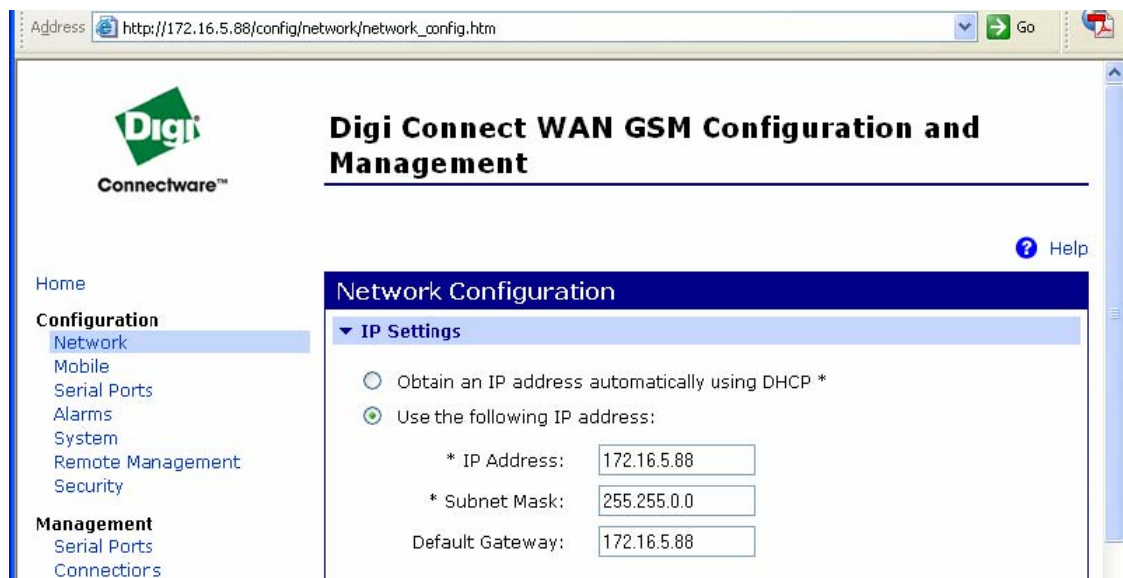 Address http://172.16.5.88/config/network/network_config.htm Go
Digi
Connectware™
Digi Connect WAN GSM Configuration and
Management
? Help
Home
Configuration
Network
Mobile
Serial Ports
Alarms
System
Remote Management
Security
Management
Serial Ports
Connections
Network Configuration
IP Settings
Obtain an IP address automatically using DHCP *
Use the following IP address:
* IP Address: 172.16.5.88
* Subnet Mask: 255.255.0.0
Default Gateway: 172.16.5.88